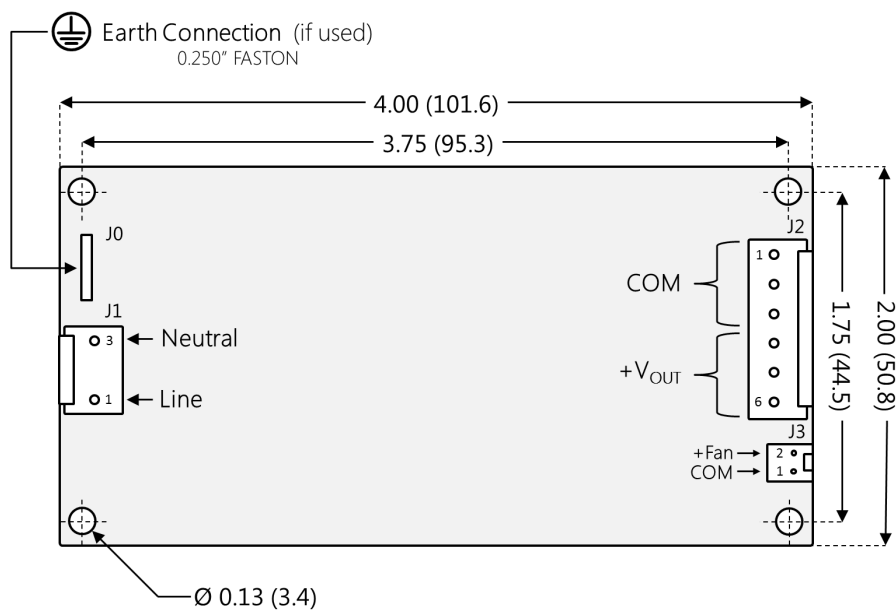 Earth Connection (if used)
0.250" FASTON
4.00 (101.6)
3.75 (95.3)
J0
J2
1
COM
J1
3
Neutral
+VOUT
1
Line
6
1.75 (44.5)
2.00 (50.8)
J3
+Fan
2
COM
1
Ø 0.13 (3.4)